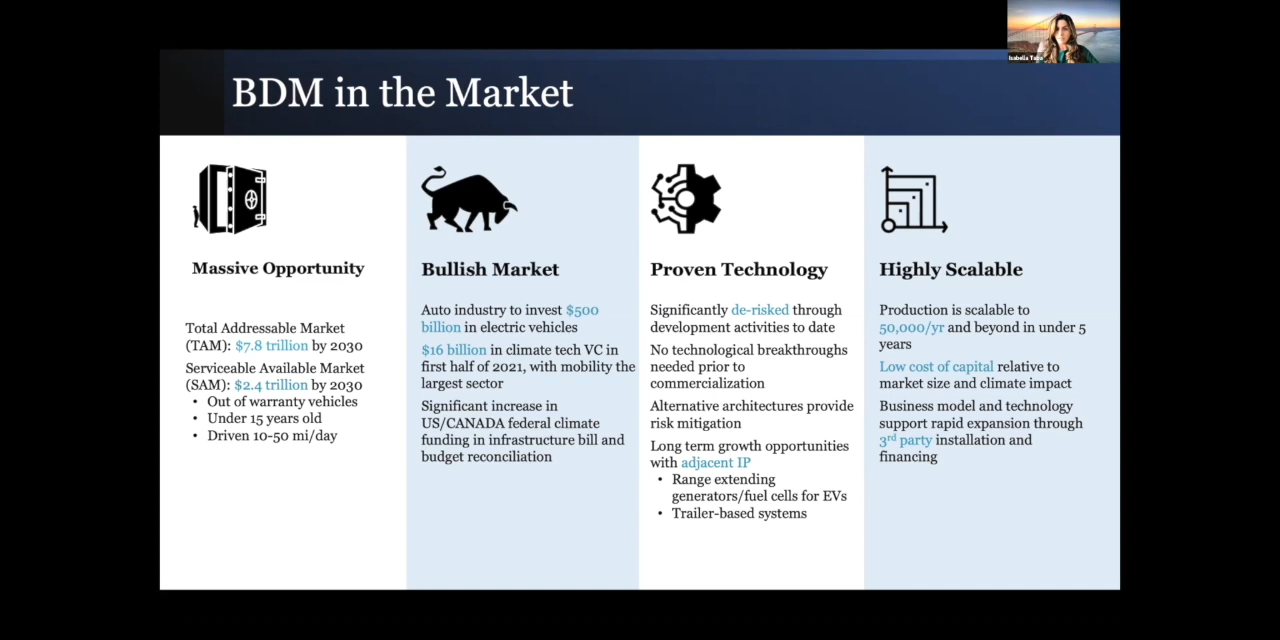 Isabella
BDM in the Market
Massive Opportunity
Total Addressable Market
(TAM): $7.8 trillion by 2030
Serviceable Available Market
(SAM): $2.4 trillion by 2030
• Out of warranty vehicles
• Under 15 years old
• Driven 10-50 mi/day
Bullish Market
Auto industry to invest $500
billion in electric vehicles
$16 billion in climate tech VC in
first half of 2021, with mobility the
largest sector
Significant increase in
US/CANADA federal climate
funding in infrastructure bill and
budget reconciliation
Proven Technology
Significantly de-risked through
development activities to date
No technological breakthroughs
needed prior to
commercialization
Alternative architectures provide
risk mitigation
Long term growth opportunities
with adjacent IP
• Range extending
generators/fuel cells for EVs
• Trailer-based systems
Highly Scalable
Production is scalable to
50,000/yr and beyond in under 5
years
Low cost of capital relative to
market size and climate impact
Business model and technology
support rapid expansion through
3rd party installation and
financing